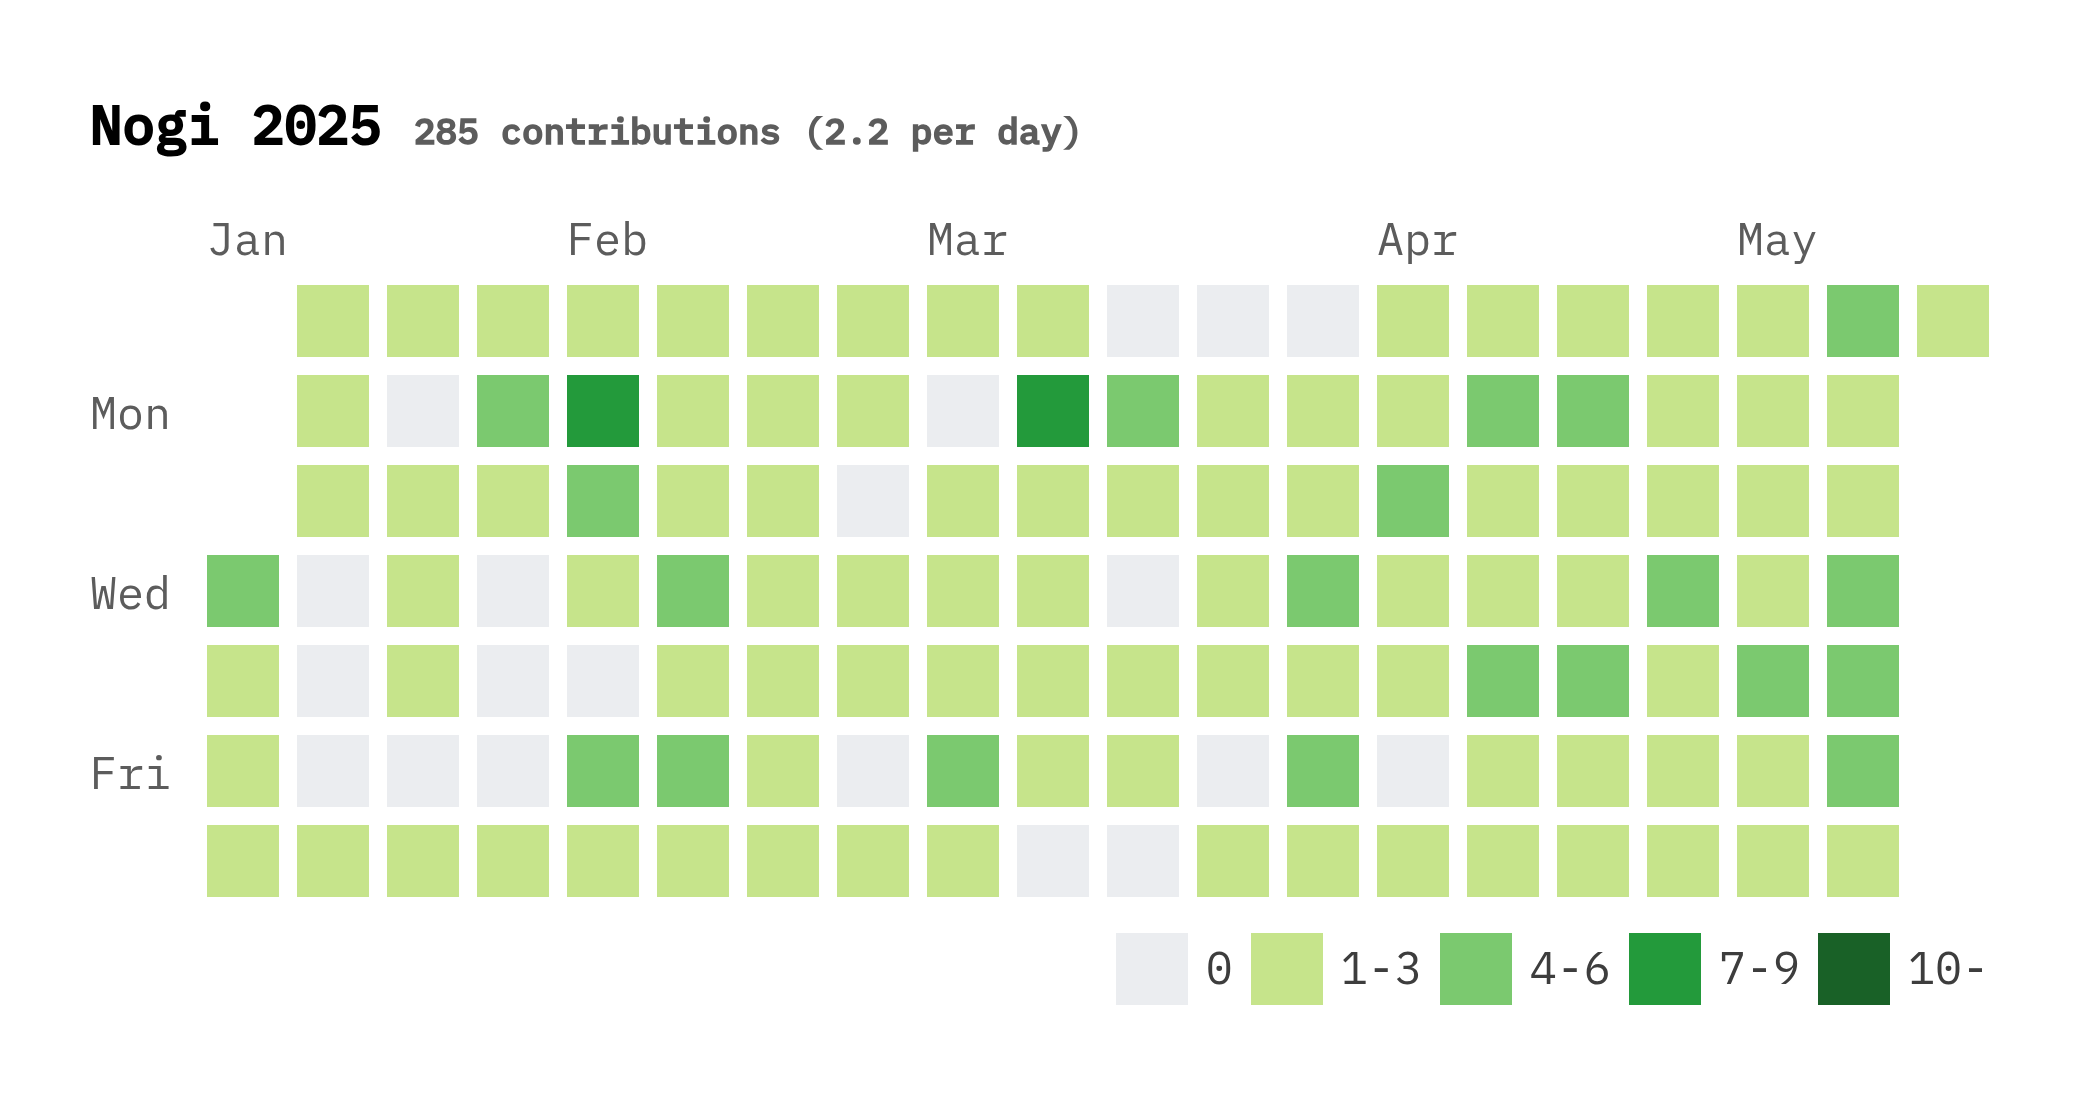 Nogi 2025 285 contributions (2.2 per day)
Jan Feb Mar Apr May
Mon
Wed
Fri
0 1-3 4-6 7-9 10-